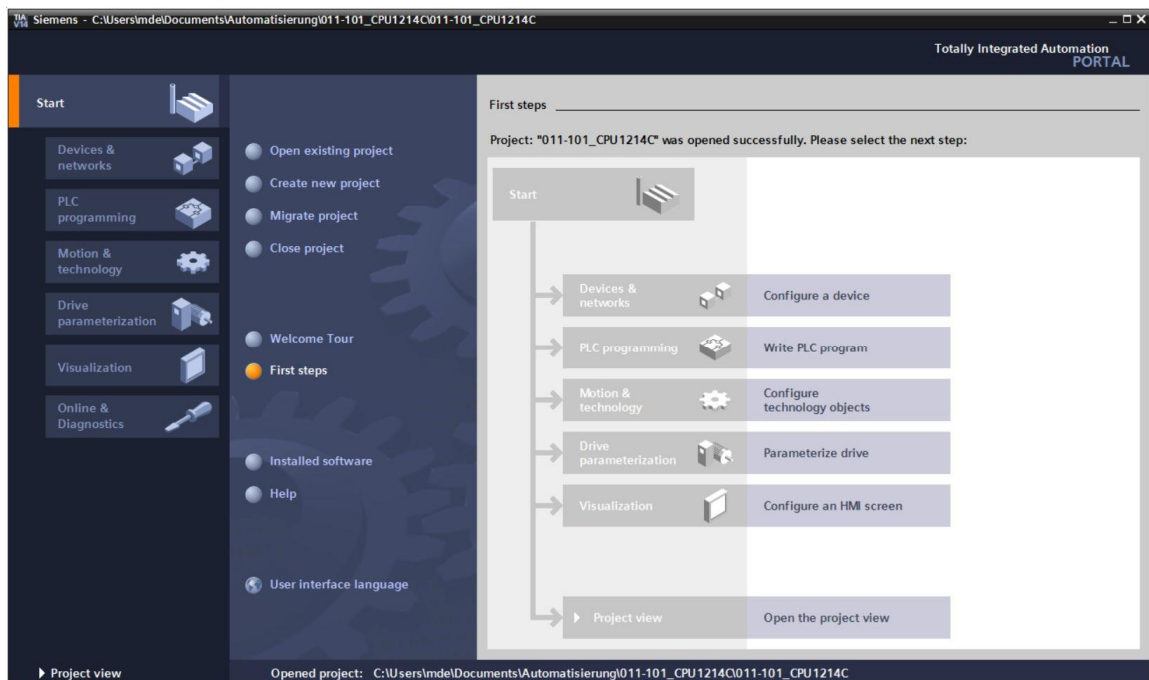 TIA V14 Siemens - C:\Users\mde\Documents\Automatisierung\011-101_CPU1214C\011-101_CPU1214C
Totally Integrated Automation
PORTAL
Start
Devices &
networks
PLC
programming
Motion &
technology
Drive
parameterization
Visualization
Online &
Diagnostics
Open existing project
Create new project
Migrate project
Close project
Welcome Tour
First steps
Installed software
Help
User interface language
First steps
Project: "011-101_CPU1214C" was opened successfully. Please select the next step:
Start
Devices &
networks
Configure a device
PLC programming
Write PLC program
Motion &
technology
Configure
technology objects
Drive
parameterization
Parameterize drive
Visualization
Configure an HMI screen
Project view
Open the project view
Project view
Opened project: C:\Users\mde\Documents\Automatisierung\011-101_CPU1214C\011-101_CPU1214C